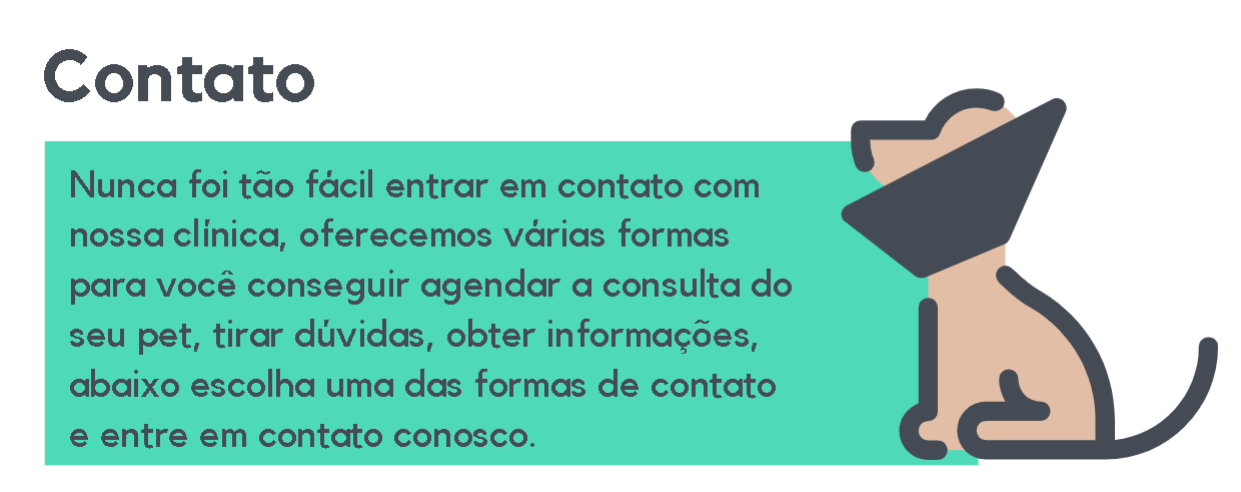 Contato
Nunca foi tão fácil entrar em contato com
nossa clínica, oferecemos várias formas
para você conseguir agendar a consulta do
seu pet, tirar dúvidas, obter informações,
abaixo escolha uma das formas de contato
e entre em contato conosco.